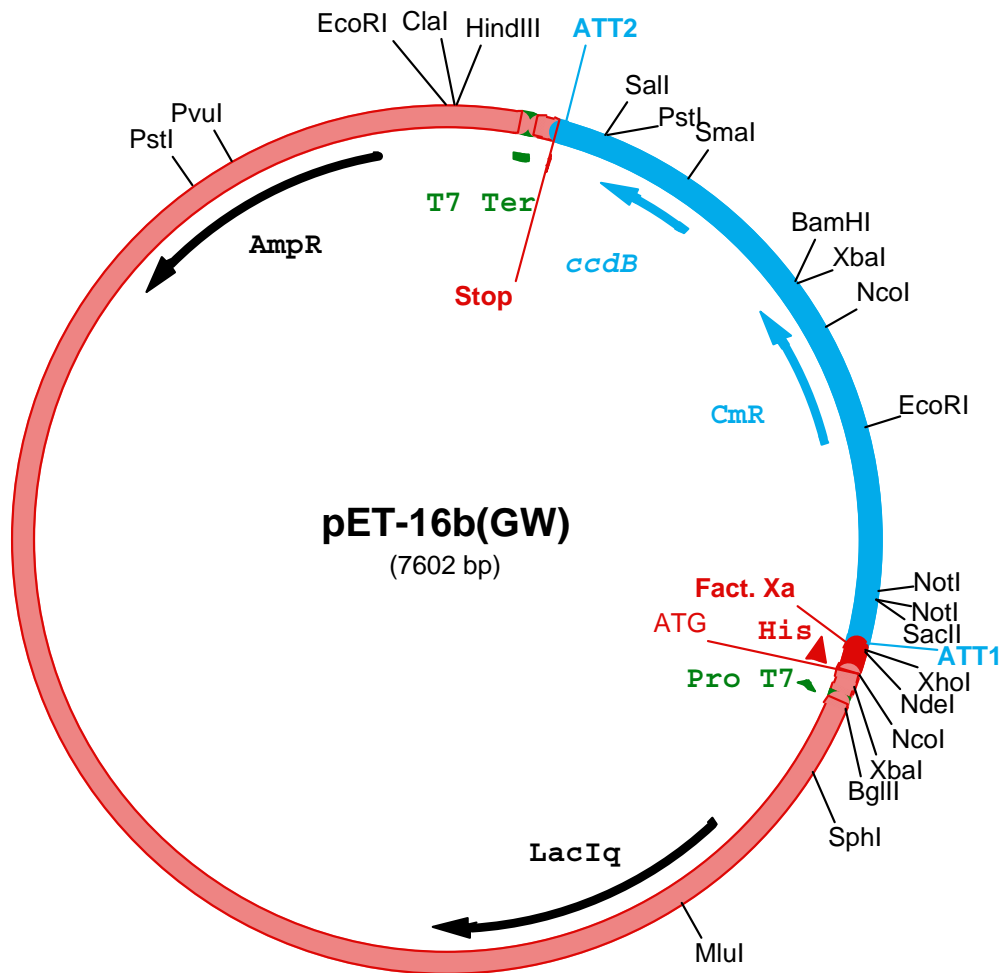 EcoRI
ClaI
HindIII
ATT2
SalI
PstI
SmaI
PvuI
PstI
T7 Ter
AmpR
ccdB
BamHI
XbaI
NcoI
Stop
EcoRI
CmR
pET-16b(GW)
(7602 bp)
Fact. Xa
NotI
NotI
SacII
ATG
His
ATT1
Pro T7
XhoI
NdeI
NcoI
XbaI
BglII
SphI
LacIq
MluI